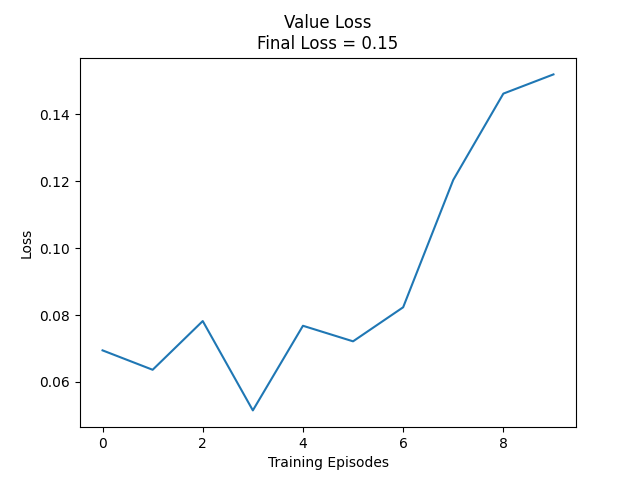 Value Loss
Final Loss = 0.15
0.14
0.12
0.10
0.08
0.06
Loss
0
2
4
6
8
Training Episodes